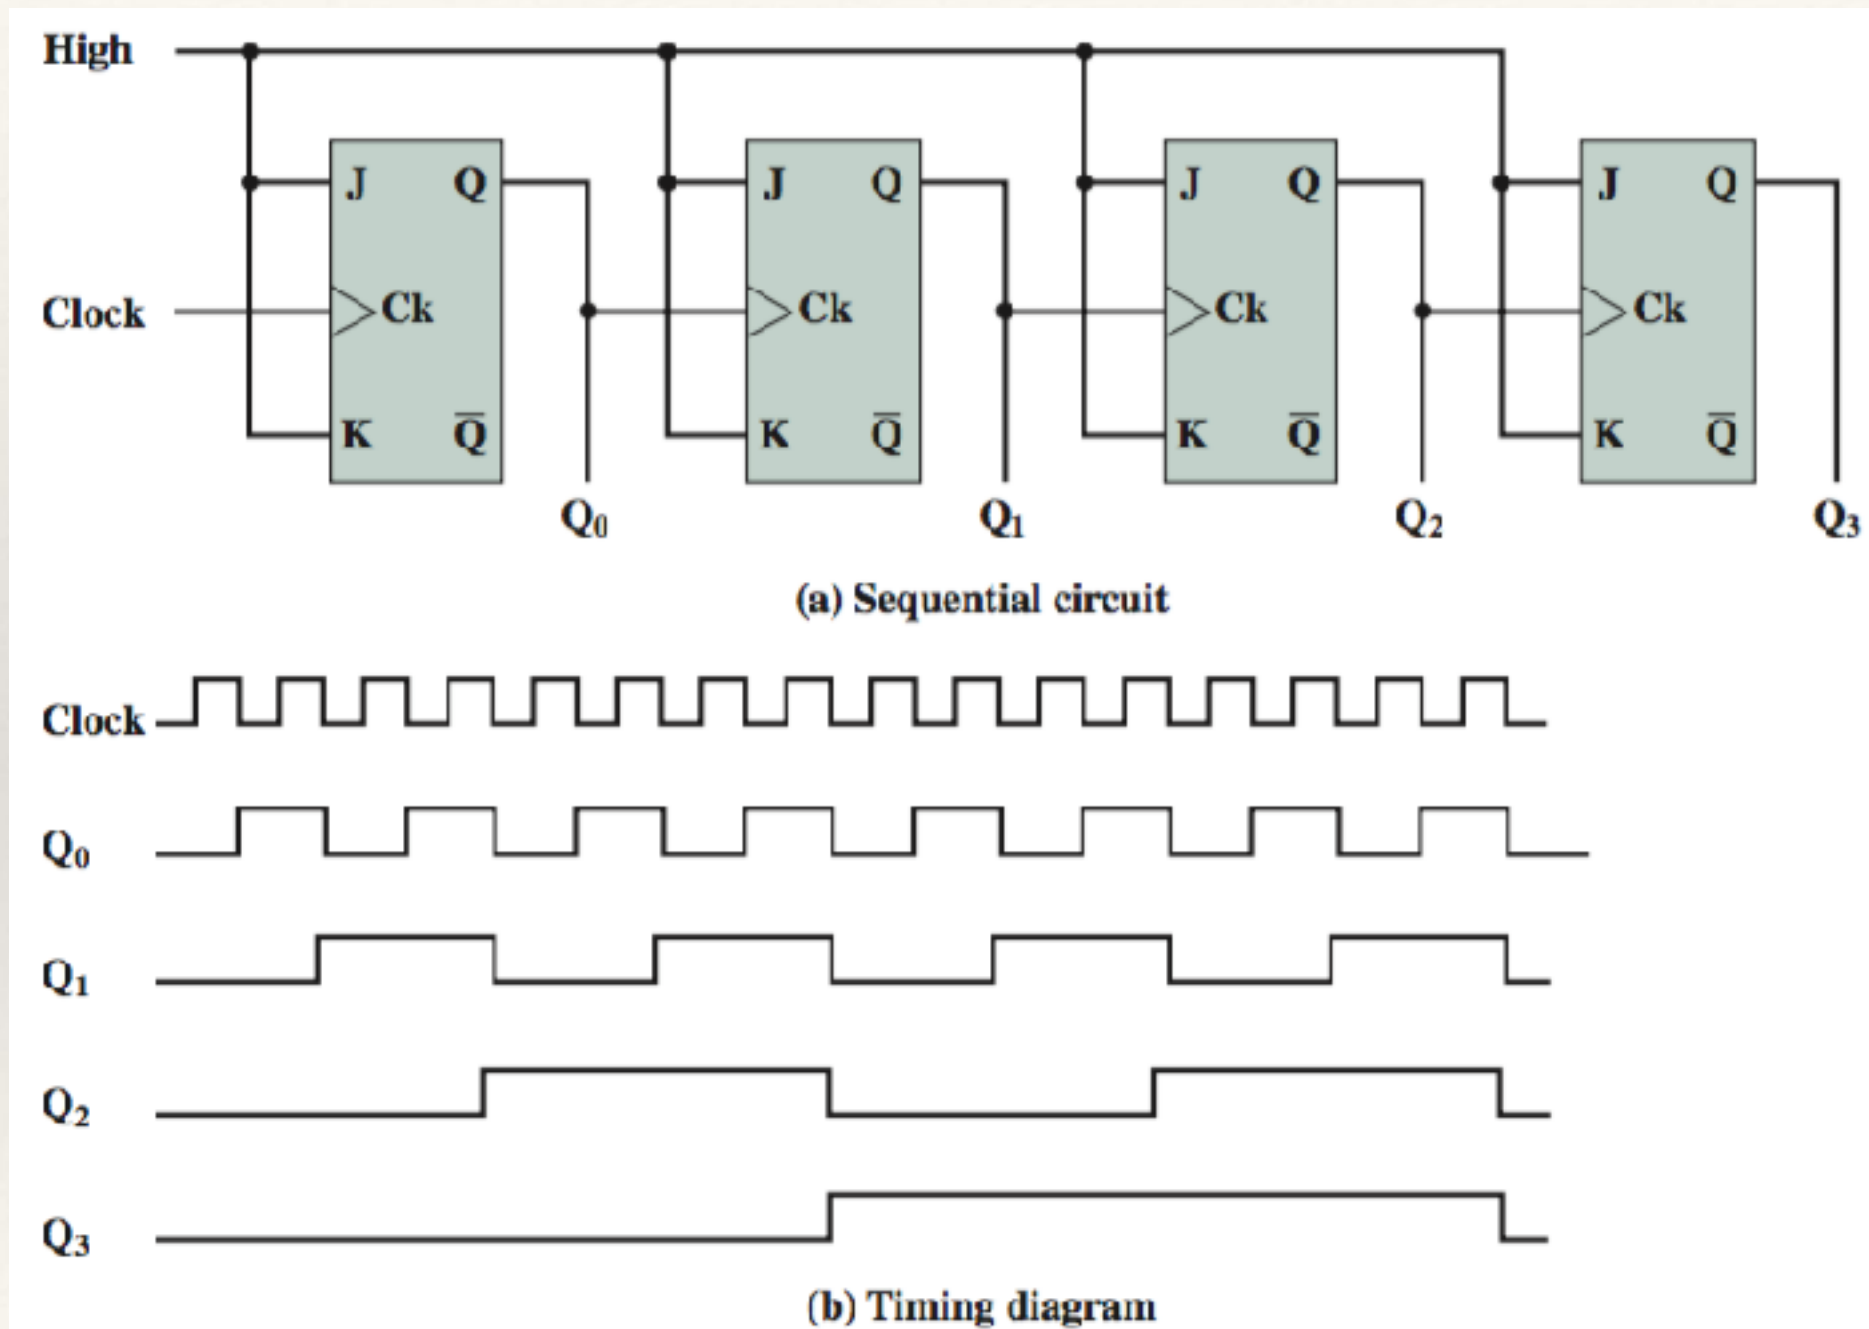 High
J Q J Q J Q J Q
Clock Ck Ck Ck Ck
K Q̅ K Q̅ K Q̅ K Q̅
Q₀ Q₁ Q₂ Q₃
(a) Sequential circuit
Clock
Q₀
Q₁
Q₂
Q₃
(b) Timing diagram